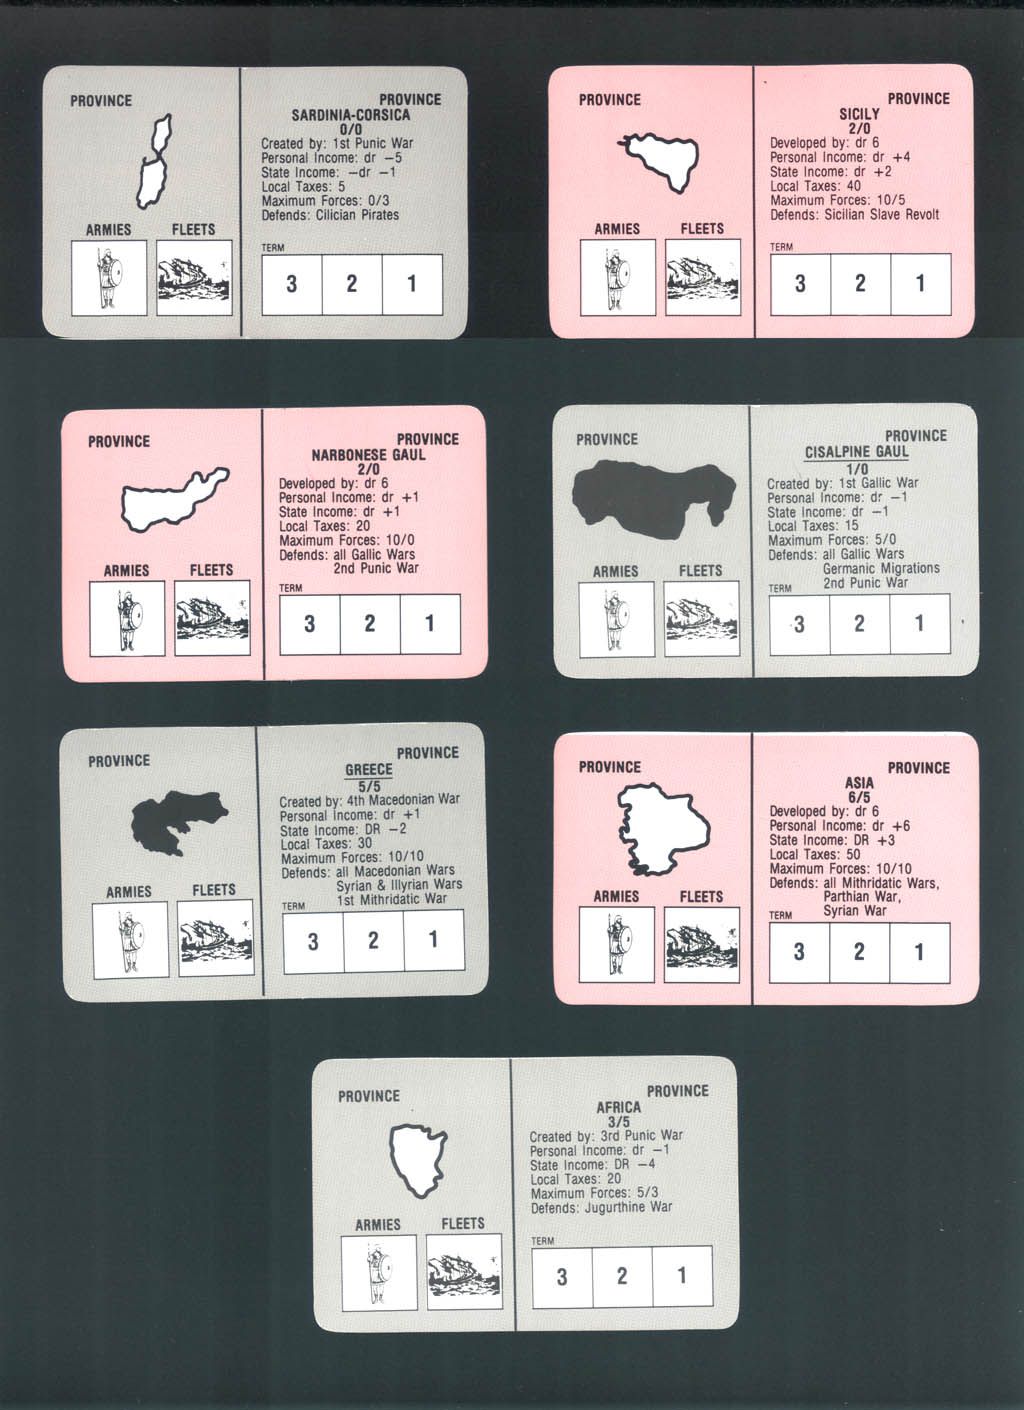 PROVINCE
ARMIES FLEETS
PROVINCE
SARDINIA-CORSICA
0/0
Created by: 1st Punic War
Personal Income: dr −5
State Income: −dr −1
Local Taxes: 5
Maximum Forces: 0/3
Defends: Cilician Pirates
TERM
3 2 1
PROVINCE
ARMIES FLEETS
PROVINCE
SICILY
2/0
Developed by: dr 6
Personal Income: dr +4
State Income: dr +2
Local Taxes: 40
Maximum Forces: 10/5
Defends: Sicilian Slave Revolt
TERM
3 2 1
PROVINCE
ARMIES FLEETS
PROVINCE
NARBONESE GAUL
2/0
Developed by: dr 6
Personal Income: dr +1
State Income: dr +1
Local Taxes: 20
Maximum Forces: 10/0
Defends: all Gallic Wars
2nd Punic War
TERM
3 2 1
PROVINCE
ARMIES FLEETS
PROVINCE
CISALPINE GAUL
1/0
Created by: 1st Gallic War
Personal Income: dr −1
State Income: dr −1
Local Taxes: 15
Maximum Forces: 5/0
Defends: all Gallic Wars
Germanic Migrations
2nd Punic War
TERM
3 2 1
PROVINCE
ARMIES FLEETS
PROVINCE
GREECE
5/5
Created by: 4th Macedonian War
Personal Income: dr +1
State Income: DR −2
Local Taxes: 30
Maximum Forces: 10/10
Defends: all Macedonian Wars
Syrian & Illyrian Wars
1st Mithridatic War
TERM
3 2 1
PROVINCE
ARMIES FLEETS
PROVINCE
ASIA
6/5
Developed by: dr 6
Personal Income: dr +6
State Income: DR +3
Local Taxes: 50
Maximum Forces: 10/10
Defends: all Mithridatic Wars,
Parthian War,
Syrian War
TERM
3 2 1
PROVINCE
ARMIES FLEETS
PROVINCE
AFRICA
3/5
Created by: 3rd Punic War
Personal Income: dr −1
State Income: DR −4
Local Taxes: 20
Maximum Forces: 5/3
Defends: Jugurthine War
TERM
3 2 1